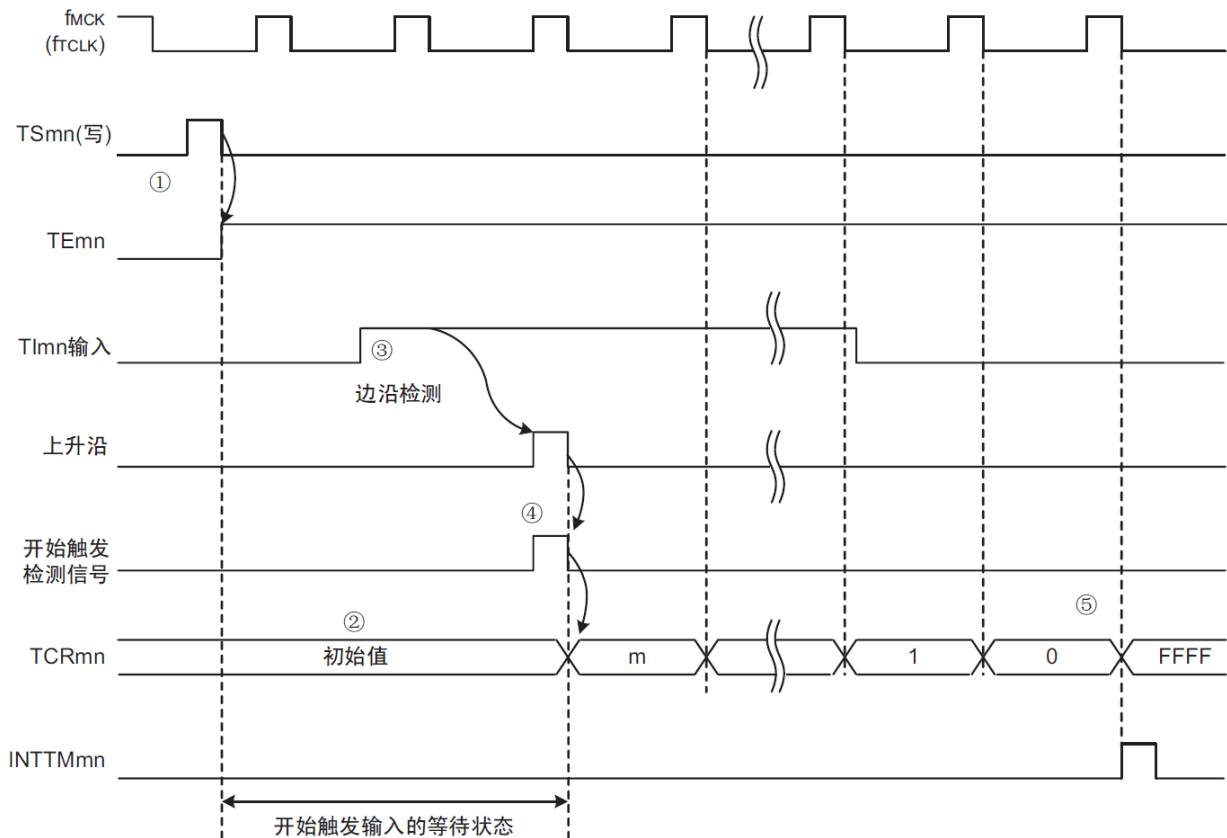 fMCK
(fTCLK)
TSmn(写)
①
TEmn
TImn输入
③
边沿检测
上升沿
④
开始触发
检测信号
②
⑤
TCRmn
初始值
m
1
0
FFFF
INTTMmn
开始触发输入的等待状态